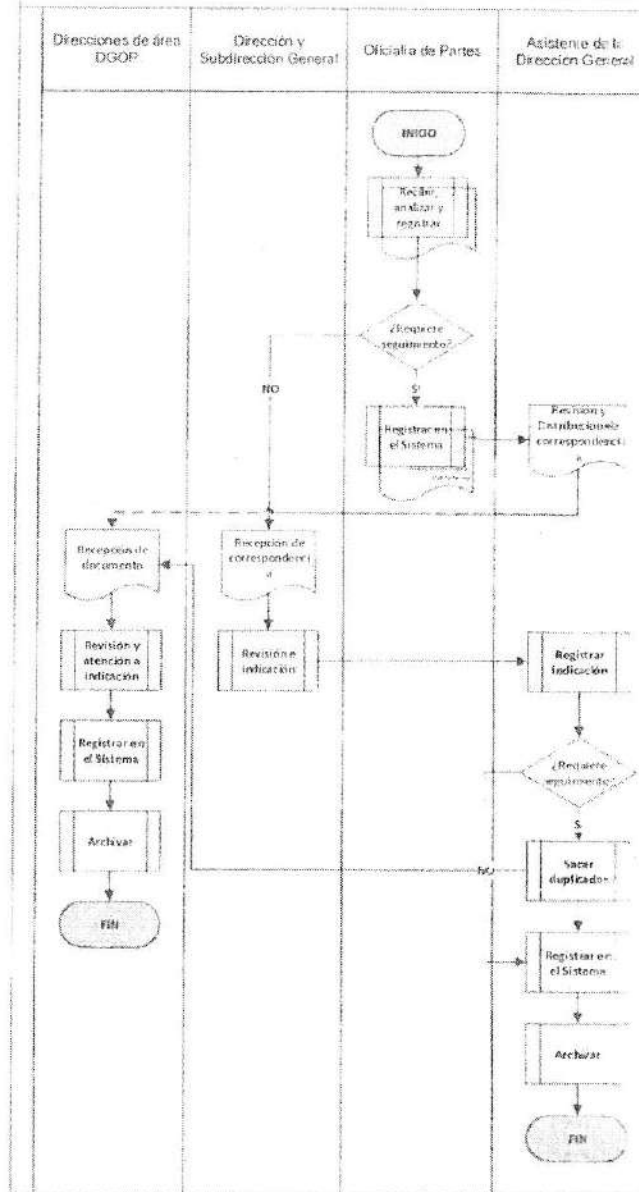 Direcciones de área
DGOP
Dirección y
Subdirección General
Oficialía de Partes
Asistente de la
Dirección General
INICIO
Recibir,
analizar y
registrar
¿Requiere
seguimiento?
NO
SI
Registrar en
el Sistema
Revisión y
Distribución de
correspondenci
a
Recepción de
documento
Recepción de
correspondenci
a
Revisión y
atención a
indicación
Revisión e
indicación
Registrar
indicación
Registrar en
el Sistema
¿Requiere
seguimiento?
S
Archivar
NO
Sacar
duplicados
FIN
Registrar en
el Sistema
Archivar
FIN